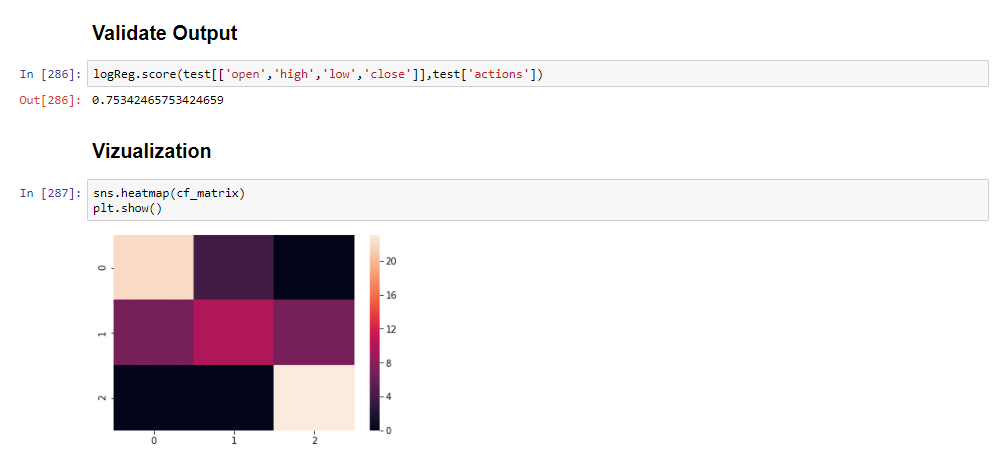 Validate Output
In [286]: logReg.score(test[['open','high','low','close']],test['actions'])
Out[286]: 0.75342465753424659
Vizualization
In [287]: sns.heatmap(cf_matrix)
plt.show()
20
16
12
8
4
0
0
1
2
0 1 2